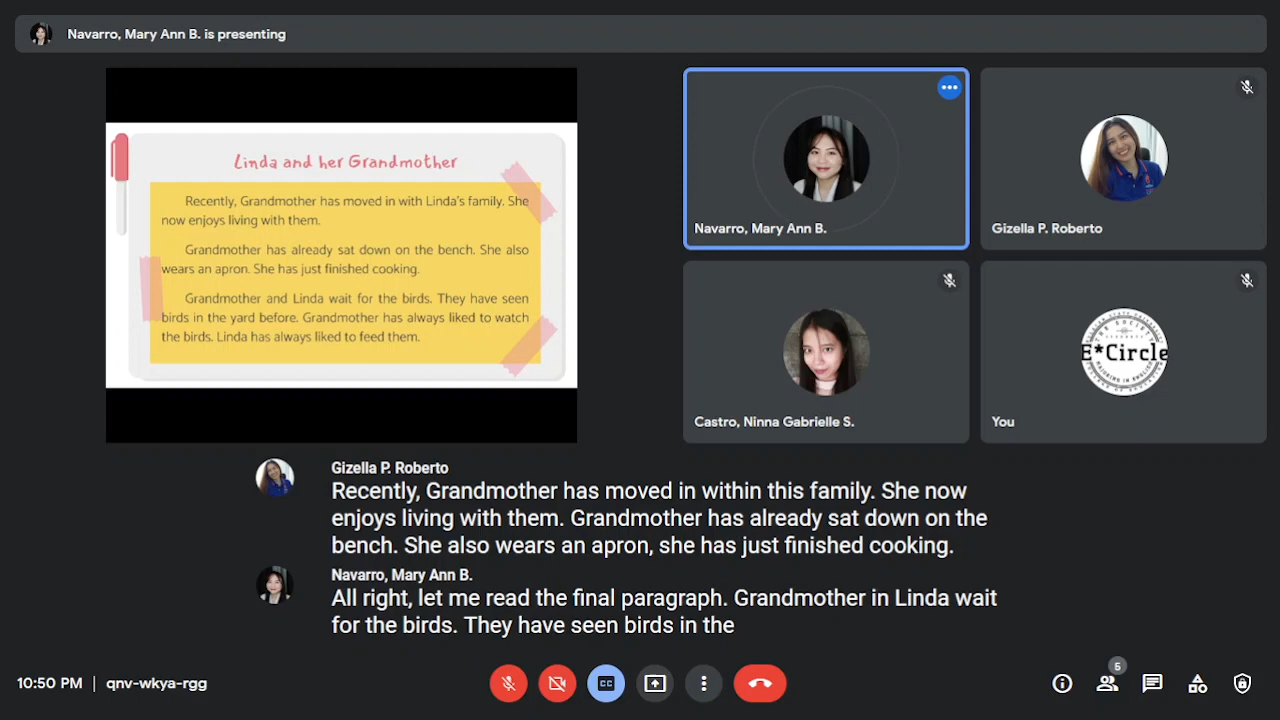 Navarro, Mary Ann B. is presenting
Linda and her Grandmother
Recently, Grandmother has moved in with Linda's family. She
now enjoys living with them.
Grandmother has already sat down on the bench. She also
wears an apron. She has just finished cooking.
Grandmother and Linda wait for the birds. They have seen
birds in the yard before. Grandmother has always liked to watch
the birds. Linda has always liked to feed them.
Navarro, Mary Ann B.
Gizella P. Roberto
Castro, Ninna Gabrielle S.
E*Circle
You
Gizella P. Roberto
Recently, Grandmother has moved in within this family. She now
enjoys living with them. Grandmother has already sat down on the
bench. She also wears an apron, she has just finished cooking.
Navarro, Mary Ann B.
All right, let me read the final paragraph. Grandmother in Linda wait
for the birds. They have seen birds in the
10:50 PM | qnv-wkya-rgg
CC
5